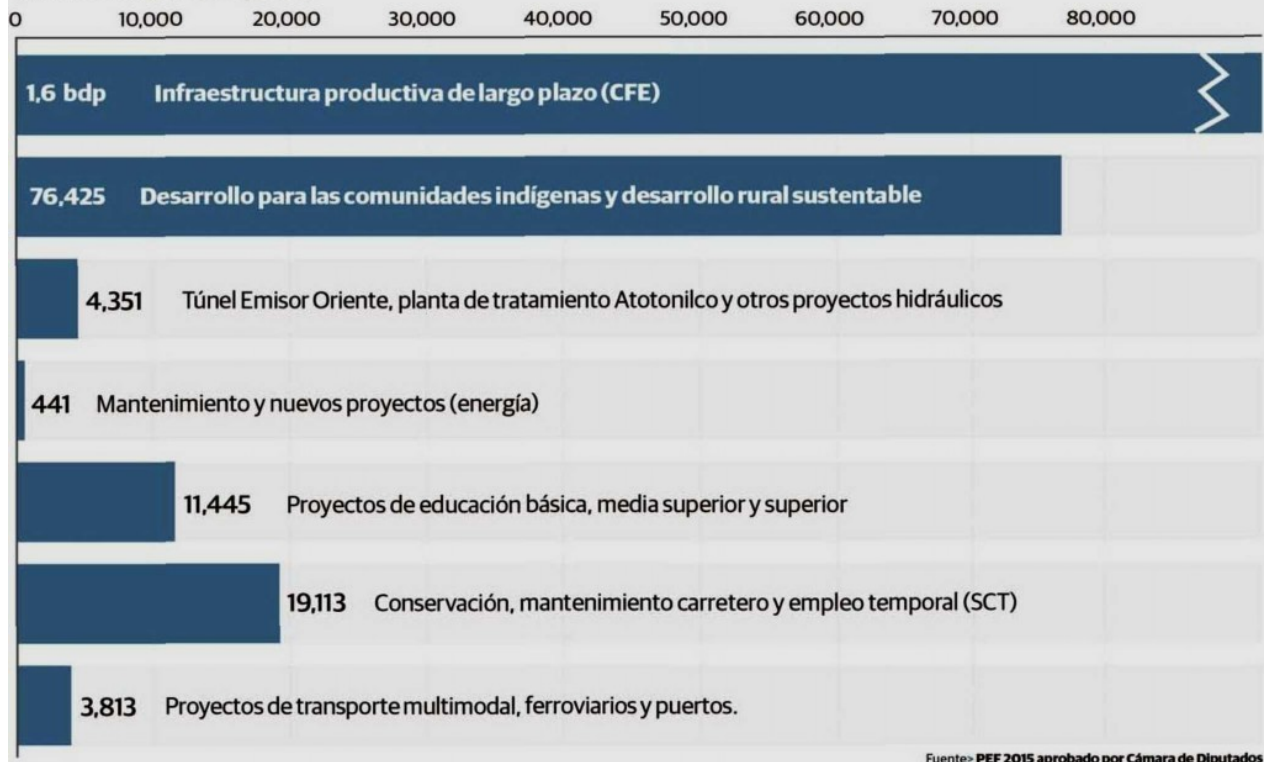 0 10,000 20,000 30,000 40,000 50,000 60,000 70,000 80,000
1,6 bdp Infraestructura productiva de largo plazo (CFE)
76,425 Desarrollo para las comunidades indígenas y desarrollo rural sustentable
4,351 Túnel Emisor Oriente, planta de tratamiento Atotonilco y otros proyectos hidráulicos
441 Mantenimiento y nuevos proyectos (energía)
11,445 Proyectos de educación básica, media superior y superior
19,113 Conservación, mantenimiento carretero y empleo temporal (SCT)
3,813 Proyectos de transporte multimodal, ferroviarios y puertos.
Fuente> PEF 2015 aprobado por Cámara de Diputados